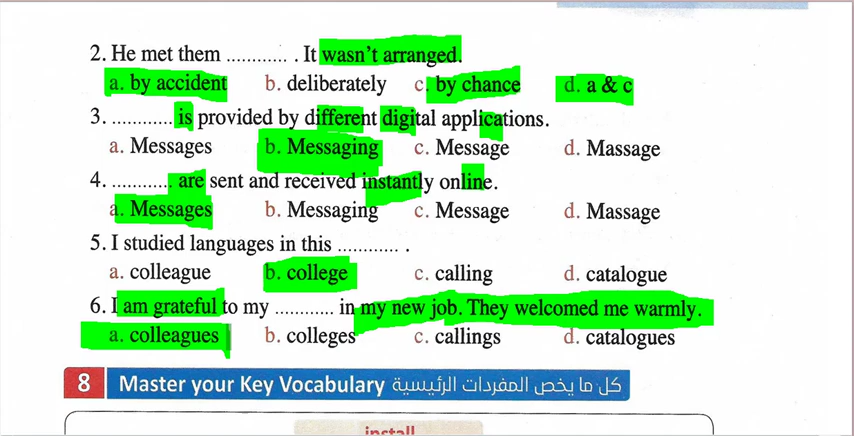 2. He met them ............ . It wasn't arranged.
a. by accident b. deliberately c. by chance d. a & c
3. ............ is provided by different digital applications.
a. Messages b. Messaging c. Message d. Massage
4. ............ are sent and received instantly online.
a. Messages b. Messaging c. Message d. Massage
5. I studied languages in this ............ .
a. colleague b. college c. calling d. catalogue
6. I am grateful to my ............ in my new job. They welcomed me warmly.
a. colleagues b. colleges c. callings d. catalogues
8 Master your Key Vocabulary كل ما يخص المفردات الرئيسية
install